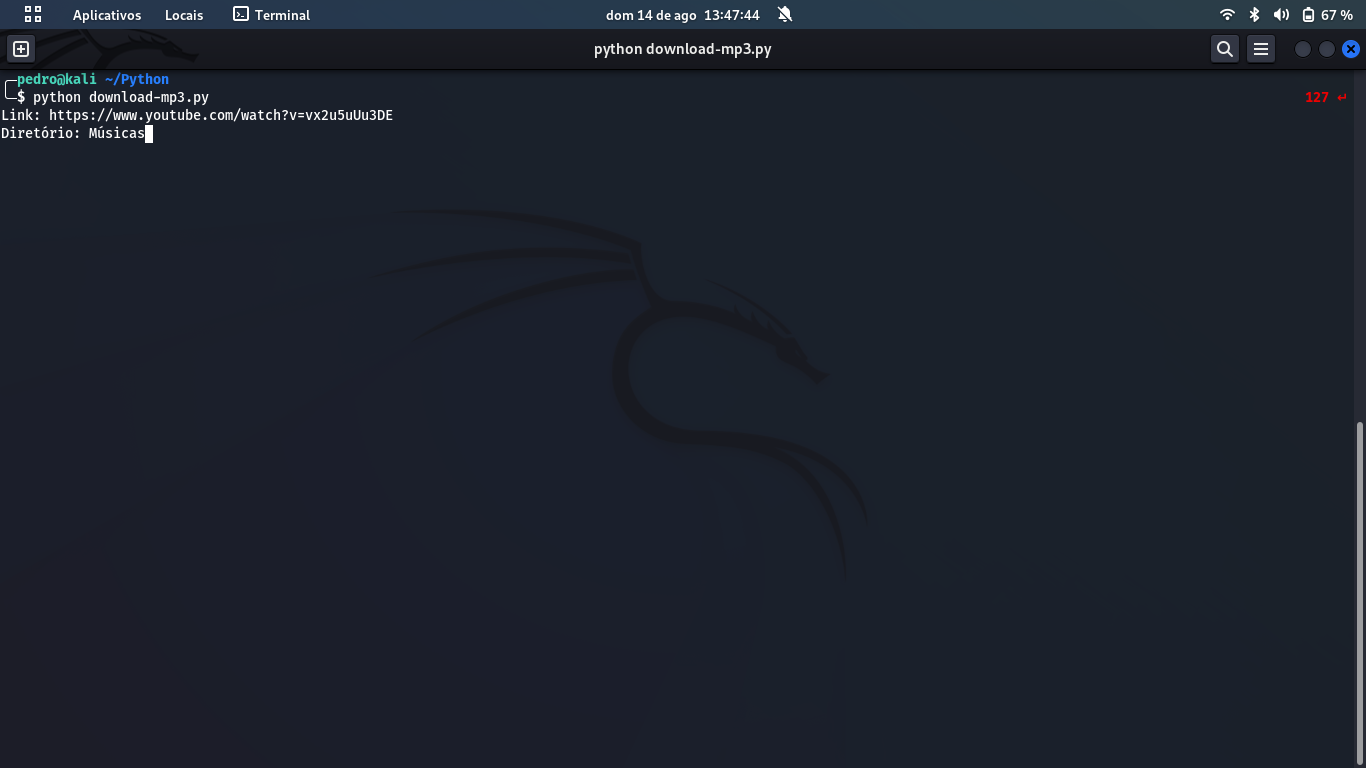 Aplicativos Locais Terminal dom 14 de ago 13:47:44 67 %
python download-mp3.py
pedro@kali ~/Python
$ python download-mp3.py 127 ↵
Link: https://www.youtube.com/watch?v=vx2u5uUu3DE
Diretório: Músicas